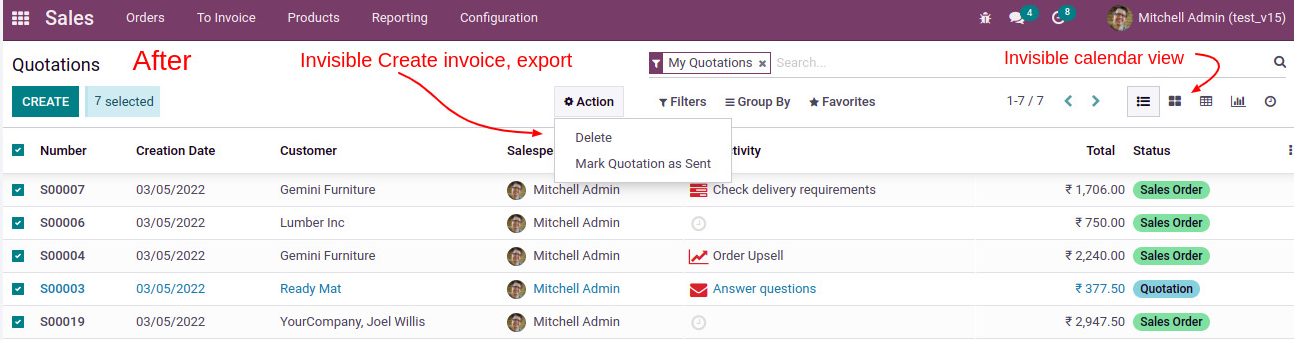 Sales Orders To Invoice Products Reporting Configuration 4 8 Mitchell Admin (test_v15)
Quotations After Invisible Create invoice, export My Quotations × Search... Invisible calendar view
CREATE 7 selected Action Filters Group By Favorites 1-7 / 7
Delete
Mark Quotation as Sent
Number Creation Date Customer Salespe ctivity Total Status
S00007 03/05/2022 Gemini Furniture Mitchell Admin Check delivery requirements ₹ 1,706.00 Sales Order
S00006 03/05/2022 Lumber Inc Mitchell Admin ₹ 750.00 Sales Order
S00004 03/05/2022 Gemini Furniture Mitchell Admin Order Upsell ₹ 2,240.00 Sales Order
S00003 03/05/2022 Ready Mat Mitchell Admin Answer questions ₹ 377.50 Quotation
S00019 03/05/2022 YourCompany, Joel Willis Mitchell Admin ₹ 2,947.50 Sales Order